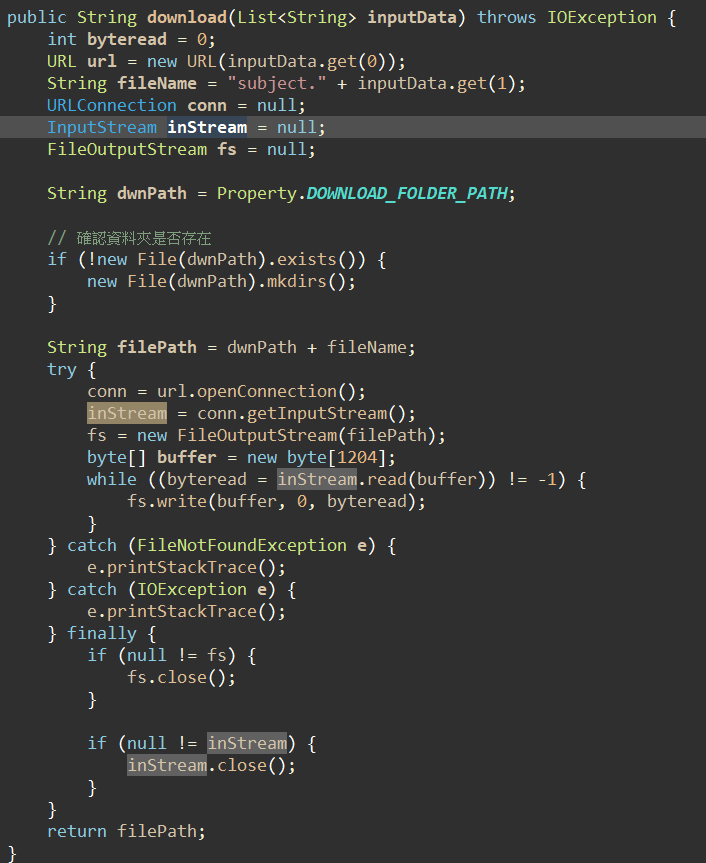 public String download(List<String> inputData) throws IOException {
int byteread = 0;
URL url = new URL(inputData.get(0));
String fileName = "subject." + inputData.get(1);
URLConnection conn = null;
InputStream inStream = null;
FileOutputStream fs = null;
String dwnPath = Property.DOWNLOAD_FOLDER_PATH;
// 確認資料夾是否存在
if (!new File(dwnPath).exists()) {
new File(dwnPath).mkdirs();
}
String filePath = dwnPath + fileName;
try {
conn = url.openConnection();
inStream = conn.getInputStream();
fs = new FileOutputStream(filePath);
byte[] buffer = new byte[1204];
while ((byteread = inStream.read(buffer)) != -1) {
fs.write(buffer, 0, byteread);
}
} catch (FileNotFoundException e) {
e.printStackTrace();
} catch (IOException e) {
e.printStackTrace();
} finally {
if (null != fs) {
fs.close();
}
if (null != inStream) {
inStream.close();
}
}
return filePath;
}